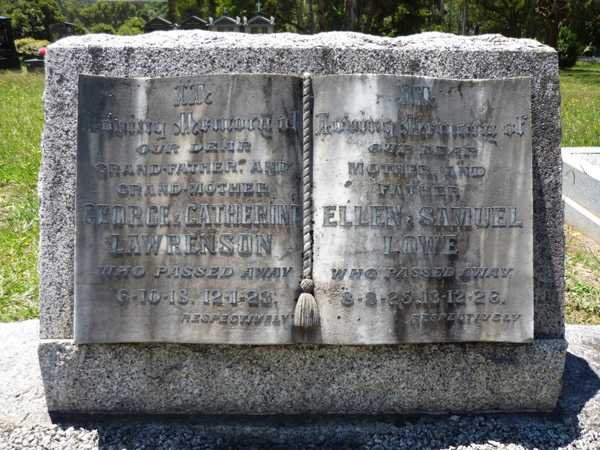 In
Loving Memory of
OUR DEAR
GRAND-FATHER, AND
GRAND-MOTHER
GEORGE & CATHERINE
LAWRENSON
WHO PASSED AWAY
6-10-18. 12-1-23.
RESPECTIVELY
In
Loving Memory of
OUR DEAR
MOTHER, AND
FATHER
ELLEN & SAMUEL
LOWE
WHO PASSED AWAY
8-8-25. 13-12-26.
RESPECTIVELY.